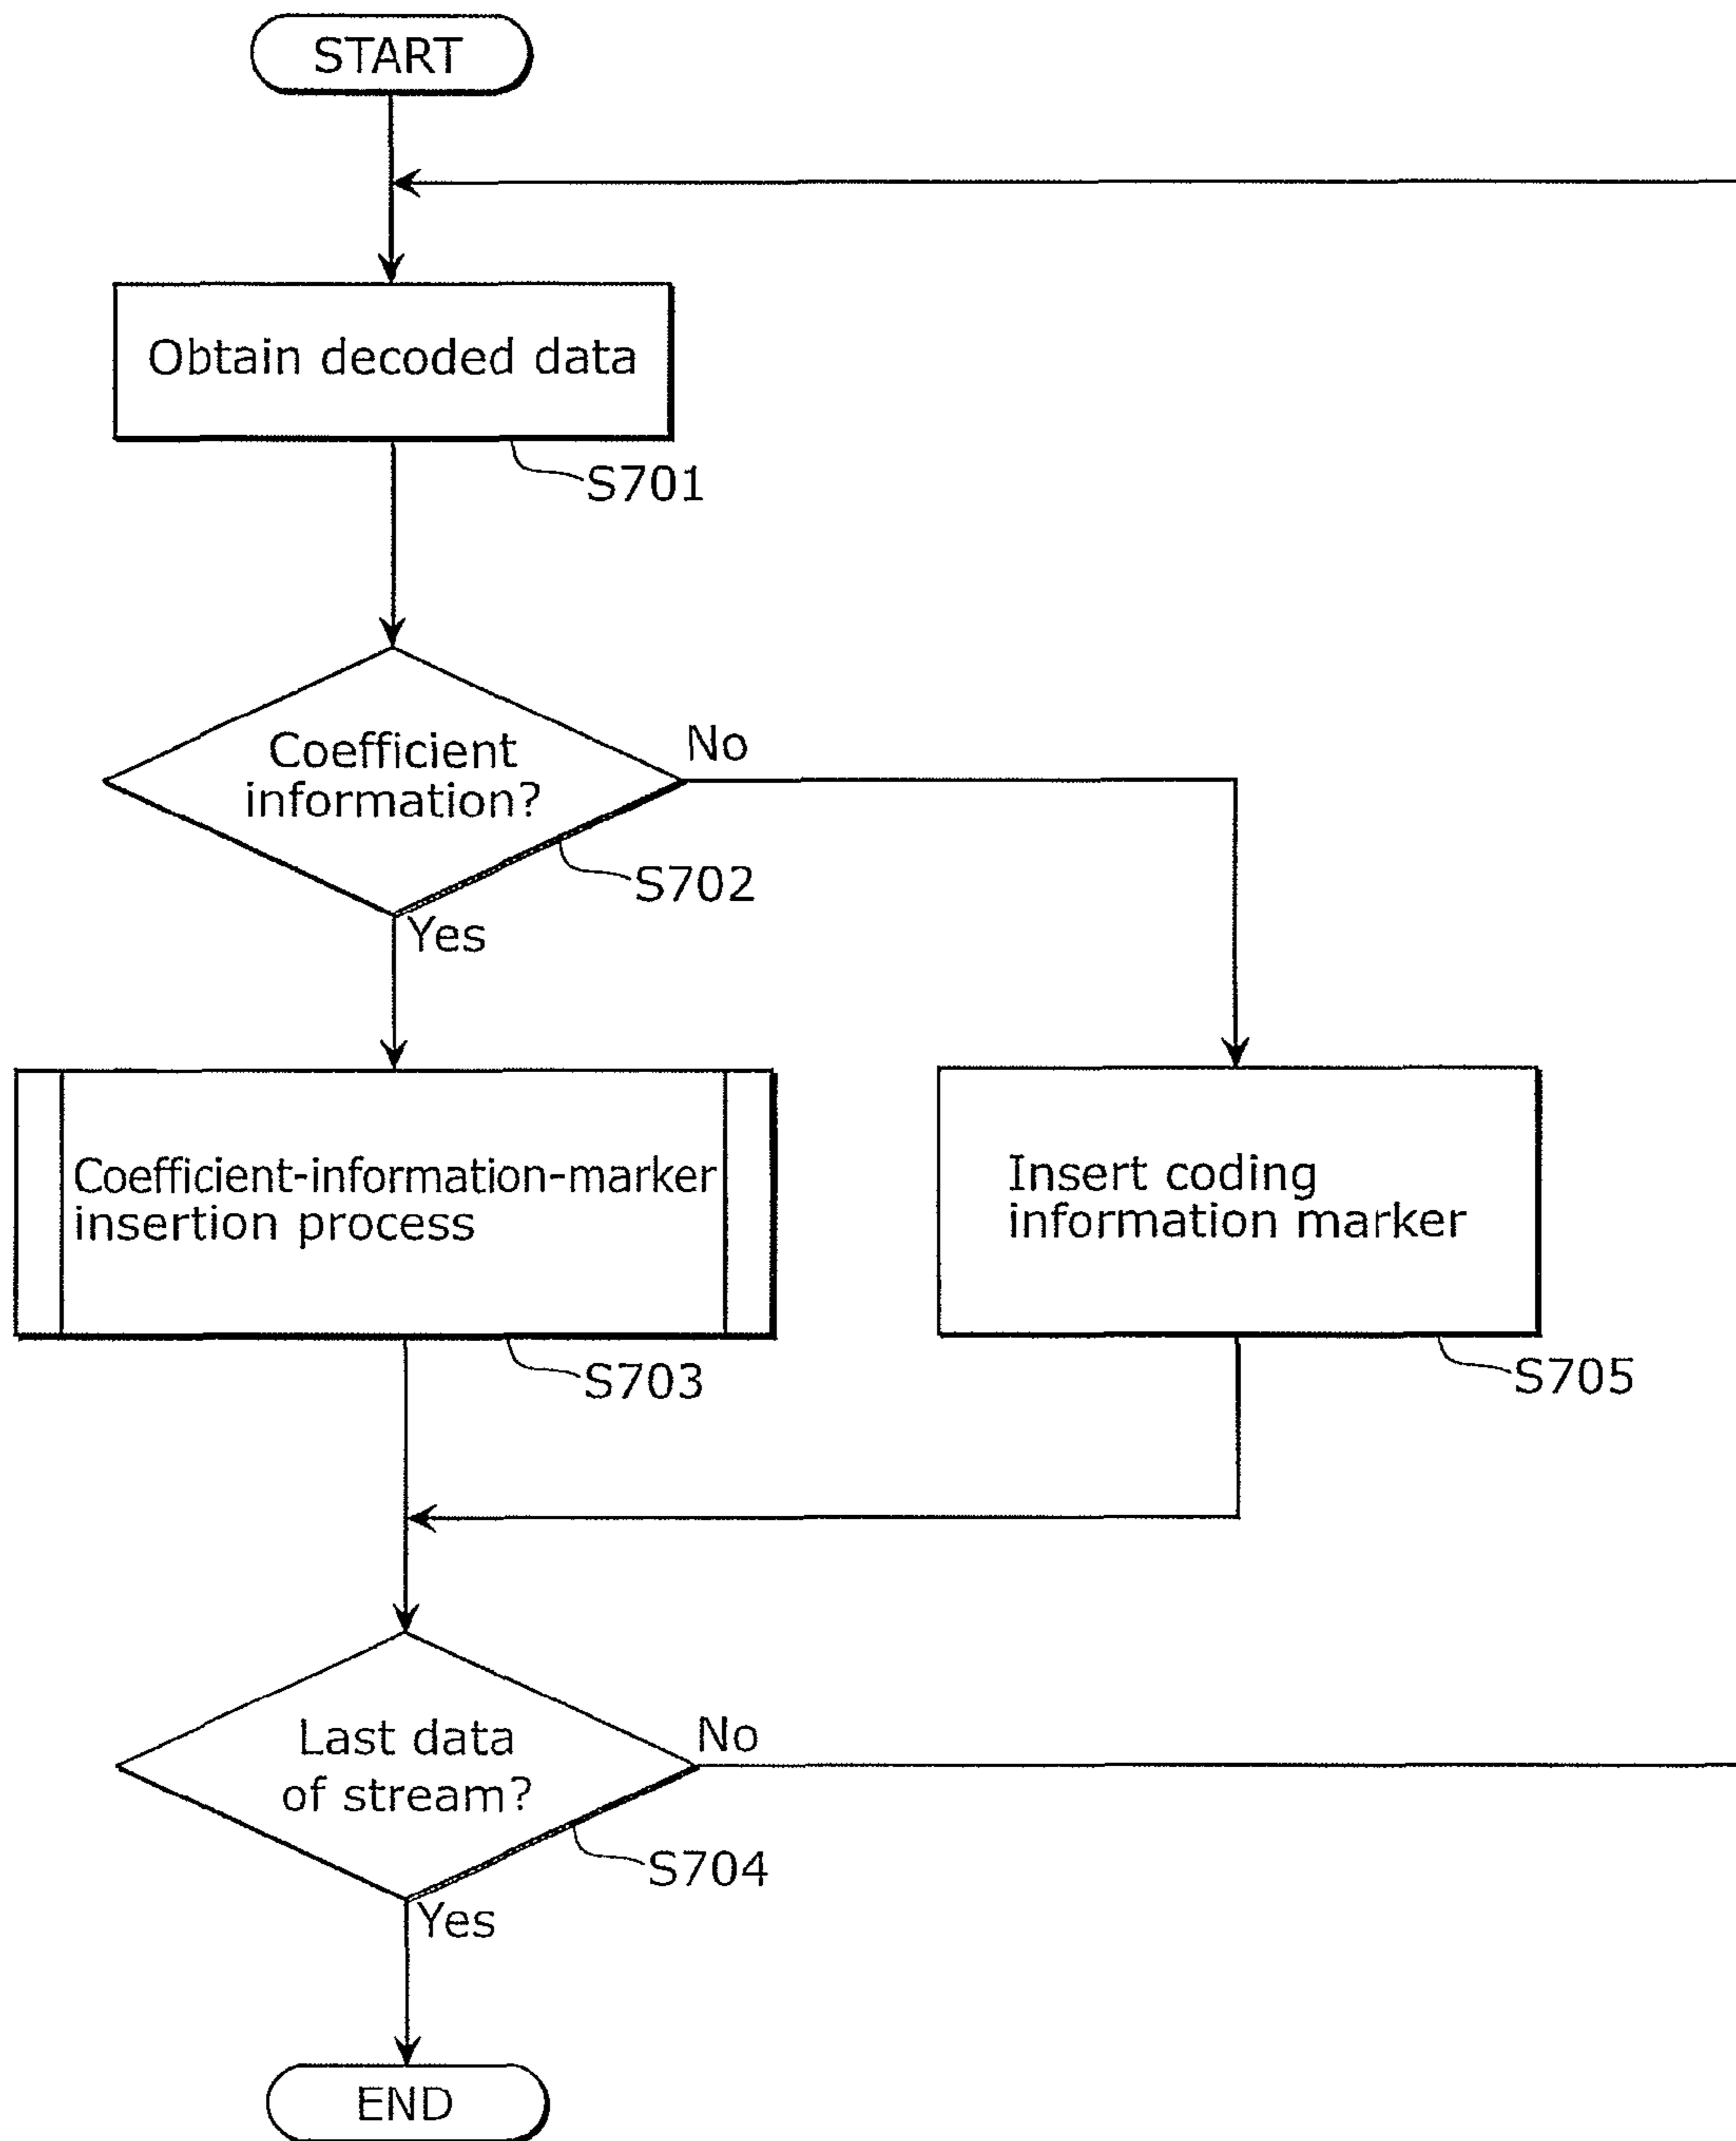 START
Obtain decoded data
S701
Coefficient
information?
No
S702
Yes
Coefficient-information-marker
insertion process
S703
Insert coding
information marker
S705
Last data
of stream?
No
S704
Yes
END